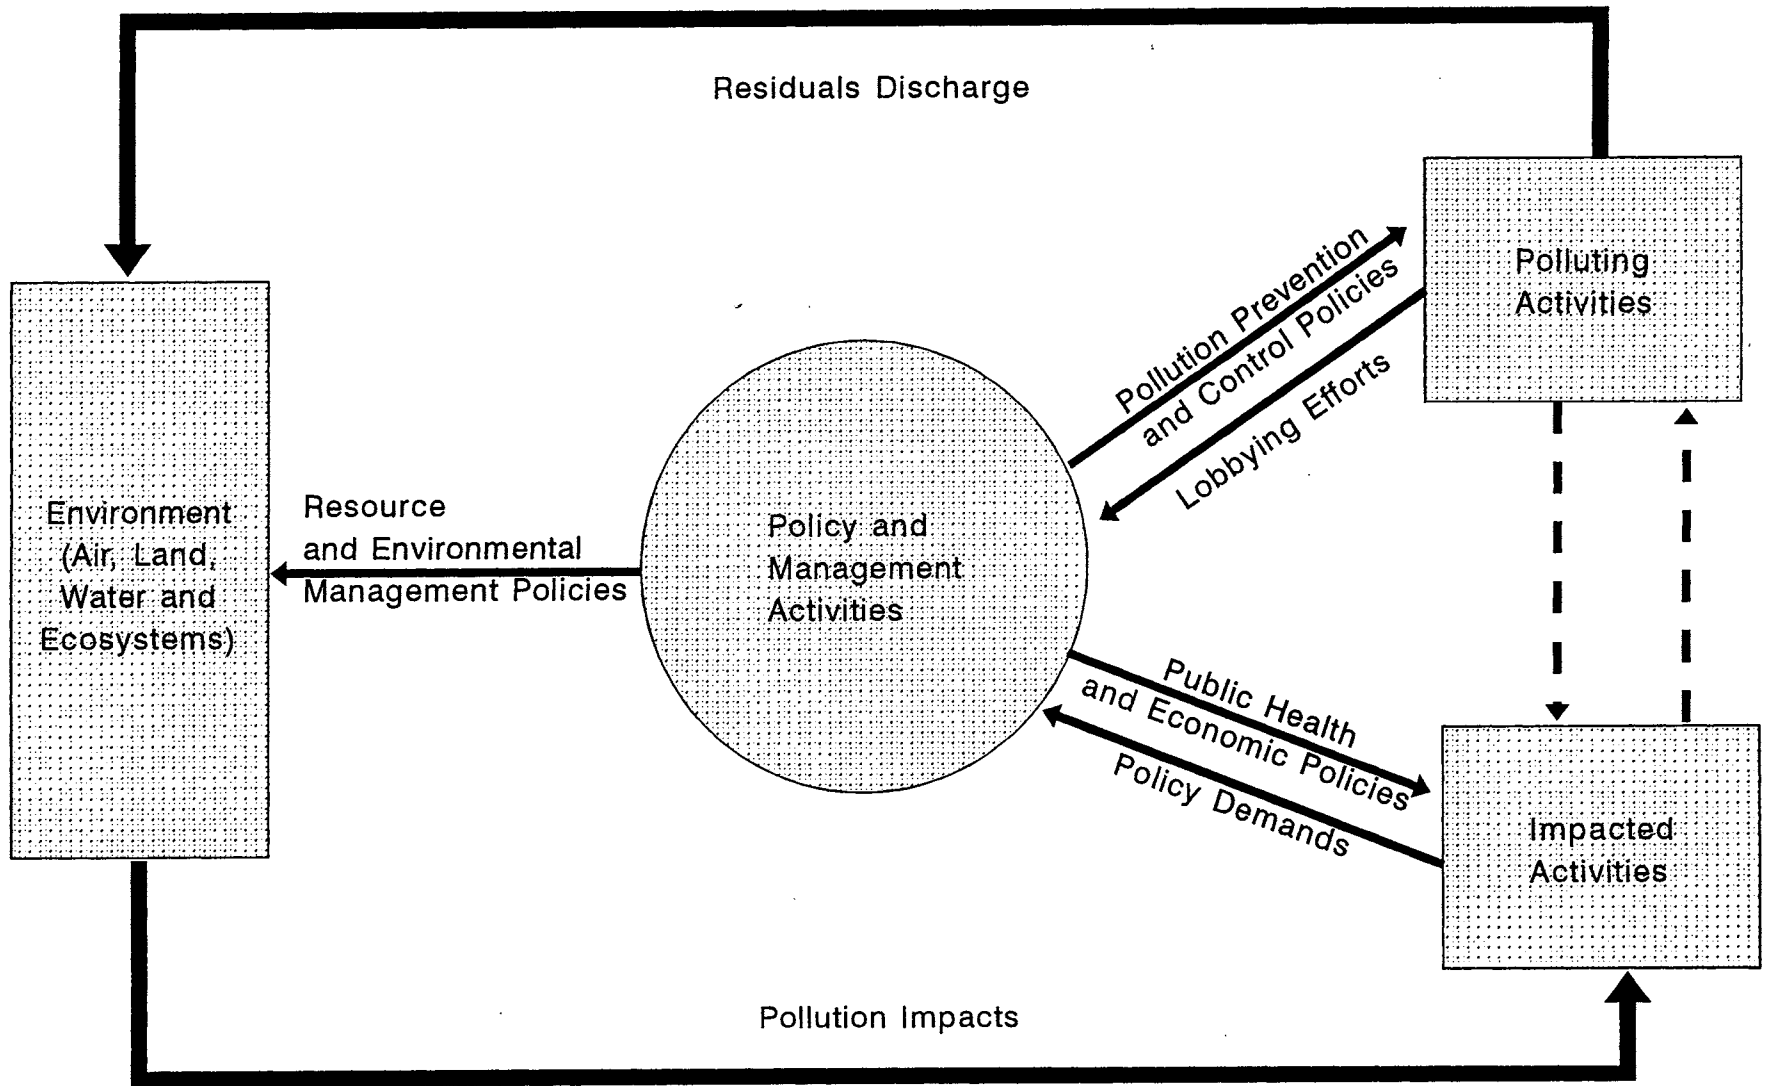 Residuals Discharge
Pollution Prevention
and Control Policies
Lobbying Efforts
Polluting
Activities
Environment
(Air, Land,
Water and
Ecosystems)
Resource
and Environmental
Management Policies
Policy and
Management
Activities
Public Health
and Economic Policies
Policy Demands
Impacted
Activities
Pollution Impacts